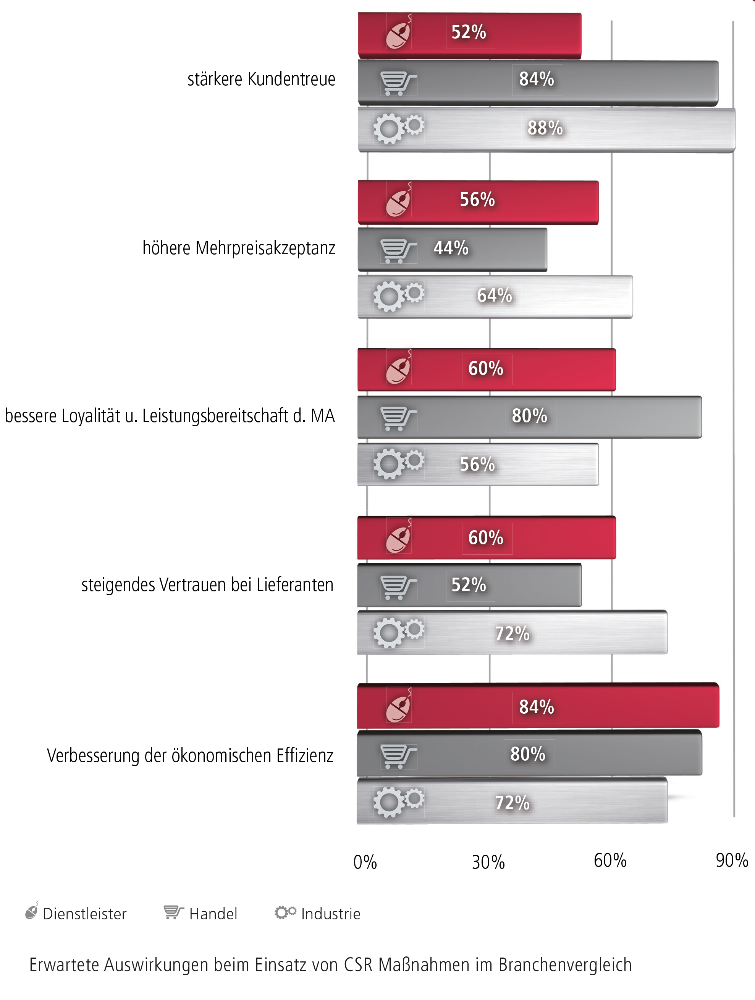 52%
stärkere Kundentreue
84%
88%
56%
höhere Mehrpreisakzeptanz
44%
64%
60%
bessere Loyalität u. Leistungsbereitschaft d. MA
80%
56%
60%
steigendes Vertrauen bei Lieferanten
52%
72%
84%
Verbesserung der ökonomischen Effizienz
80%
72%
0% 30% 60% 90%
Dienstleister Handel Industrie
Erwartete Auswirkungen beim Einsatz von CSR Maßnahmen im Branchenvergleich